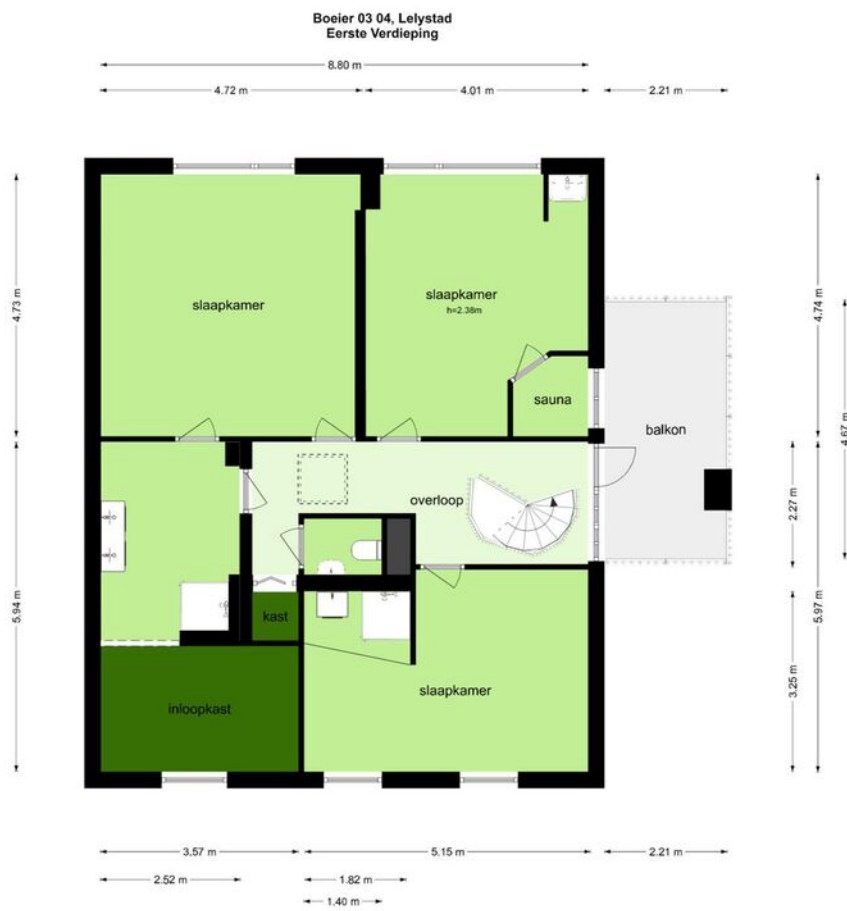 Boeier 03 04, Lelystad
Eerste Verdieping
8.80 m
4.72 m
4.01 m
2.21 m
4.73 m
4.74 m
slaapkamer
slaapkamer
h=2.38m
sauna
balkon
4.67 m
overloop
2.27 m
5.94 m
5.97 m
kast
3.25 m
inloopkast
slaapkamer
3.57 m
5.15 m
2.21 m
2.52 m
1.82 m
1.40 m